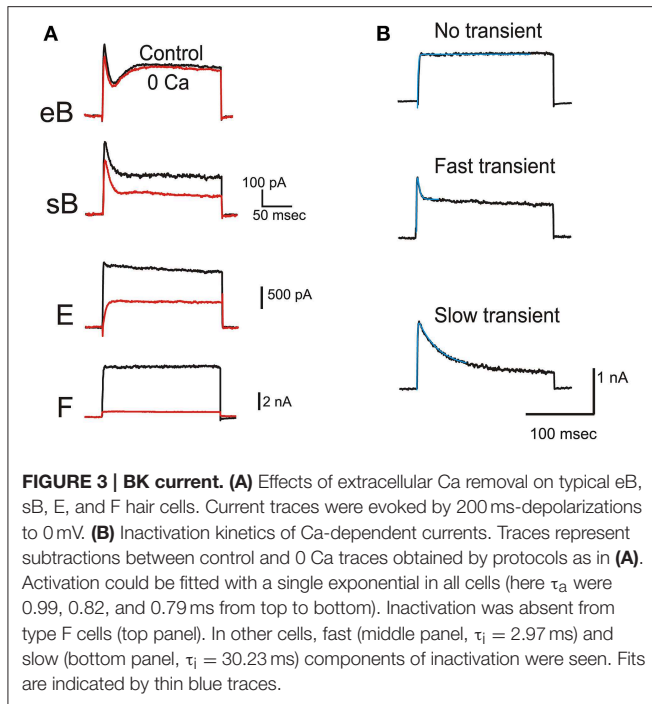 A
B
Control
0 Ca
eB
No transient
sB
100 pA
50 msec
Fast transient
E
500 pA
Slow transient
F
2 nA
1 nA
100 msec
FIGURE 3 | BK current. (A) Effects of extracellular Ca removal on typical eB,
sB, E, and F hair cells. Current traces were evoked by 200 ms-depolarizations
to 0 mV. (B) Inactivation kinetics of Ca-dependent currents. Traces represent
subtractions between control and 0 Ca traces obtained by protocols as in (A).
Activation could be fitted with a single exponential in all cells (here τa were
0.99, 0.82, and 0.79 ms from top to bottom). Inactivation was absent from
type F cells (top panel). In other cells, fast (middle panel, τi = 2.97 ms) and
slow (bottom panel, τi = 30.23 ms) components of inactivation were seen. Fits
are indicated by thin blue traces.